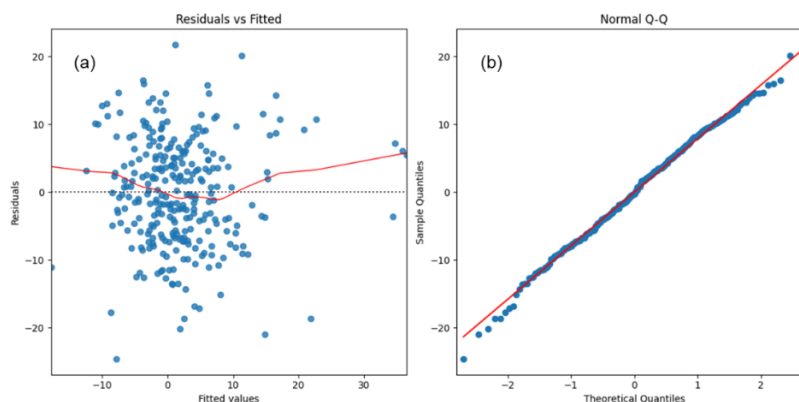 Residuals vs Fitted
(a)
20
10
0
−10
−20
Residuals
−10
0
10
20
30
Fitted values
Normal Q-Q
(b)
20
10
0
−10
−20
Sample Quantiles
−2
−1
0
1
2
Theoretical Quantiles